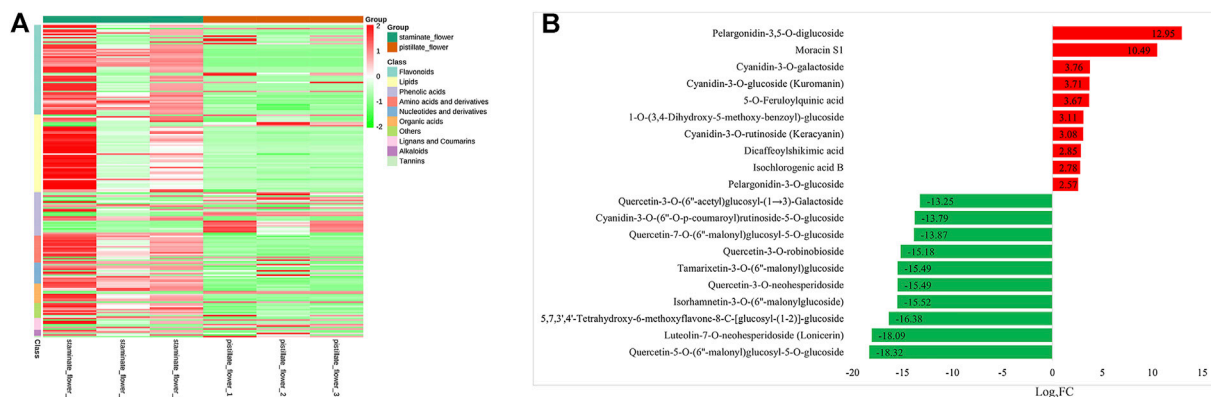 A
Group
staminate_flower
pistillate_flower
Class
Flavonoids
Lipids
Phenolic acids
Amino acids and derivatives
Nucleotides and derivatives
Organic acids
Others
Lignans and Coumarins
Alkaloids
Tannins
Group
2
1
0
-1
-2
Class
staminate_flower_
staminate_flower_
staminate_flower_
pistillate_flower_1
pistillate_flower_2
pistillate_flower_3
B
Pelargonidin-3,5-O-diglucoside 12.95
Moracin S1 10.49
Cyanidin-3-O-galactoside 3.76
Cyanidin-3-O-glucoside (Kuromanin) 3.71
5-O-Feruloylquinic acid 3.67
1-O-(3,4-Dihydroxy-5-methoxy-benzoyl)-glucoside 3.11
Cyanidin-3-O-rutinoside (Keracyanin) 3.08
Dicaffeoylshikimic acid 2.85
Isochlorogenic acid B 2.78
Pelargonidin-3-O-glucoside 2.57
Quercetin-3-O-(6"-acetyl)glucosyl-(1→3)-Galactoside -13.25
Cyanidin-3-O-(6"-O-p-coumaroyl)rutinoside-5-O-glucoside -13.79
Quercetin-7-O-(6"-malonyl)glucosyl-5-O-glucoside -13.87
Quercetin-3-O-robinobioside -15.18
Tamarixetin-3-O-(6"-malonyl)glucoside -15.49
Quercetin-3-O-neohesperidoside -15.49
Isorhamnetin-3-O-(6"-malonylglucoside) -15.52
5,7,3',4'-Tetrahydroxy-6-methoxyflavone-8-C-[glucosyl-(1-2)]-glucoside -16.38
Luteolin-7-O-neohesperidoside (Lonicerin) -18.09
Quercetin-5-O-(6"-malonyl)glucosyl-5-O-glucoside -18.32
-20 -15 -10 -5 0 5 10 15
Log₂FC